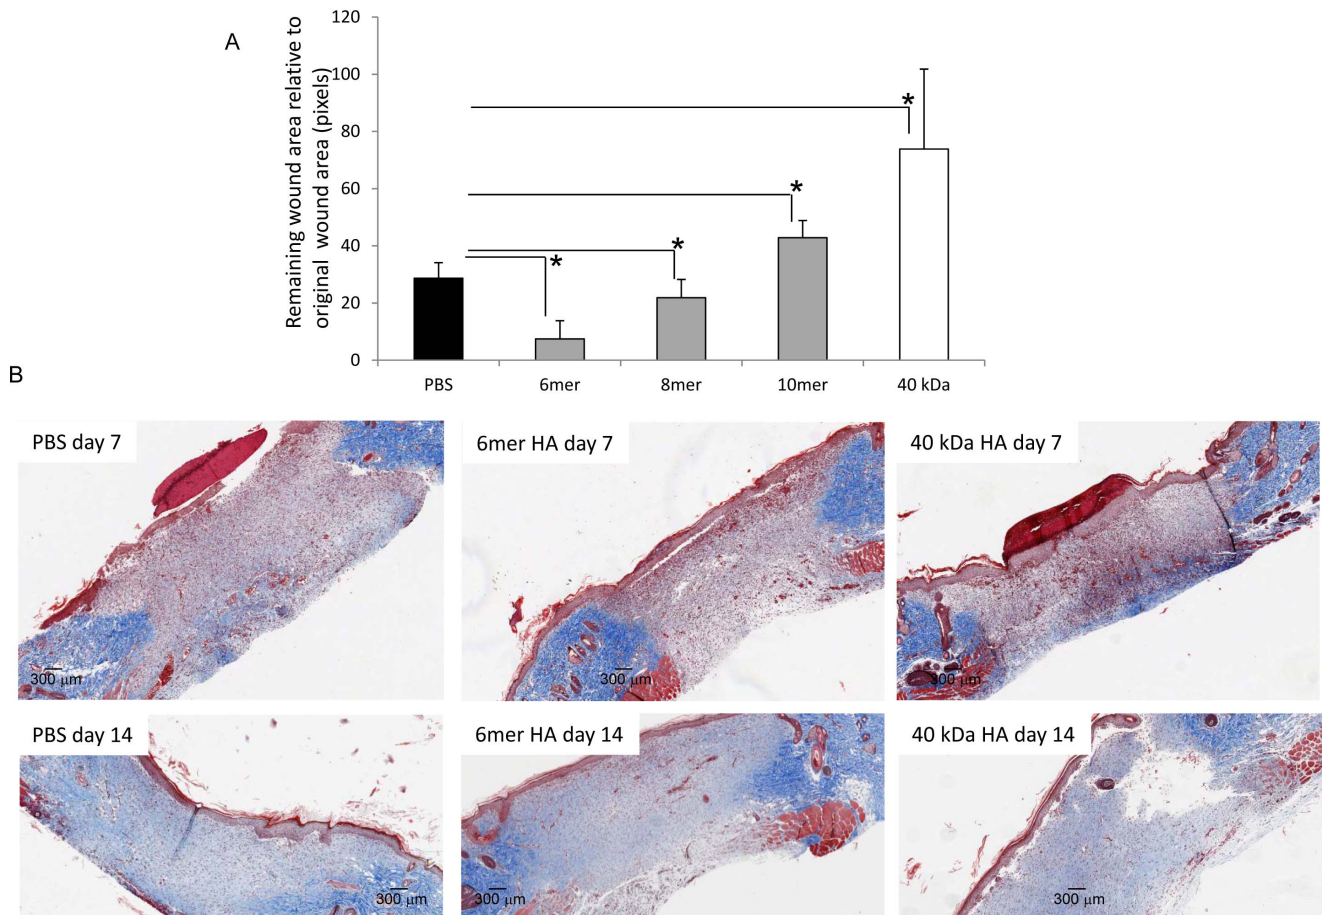 A
Remaining wound area relative to
original wound area (pixels)
120
100
80
60
40
20
0
*
*
*
*
PBS
6mer
8mer
10mer
40 kDa
B
PBS day 7
300 µm
6mer HA day 7
300 µm
40 kDa HA day 7
300 µm
PBS day 14
300 µm
6mer HA day 14
300 µm
40 kDa HA day 14
300 µm